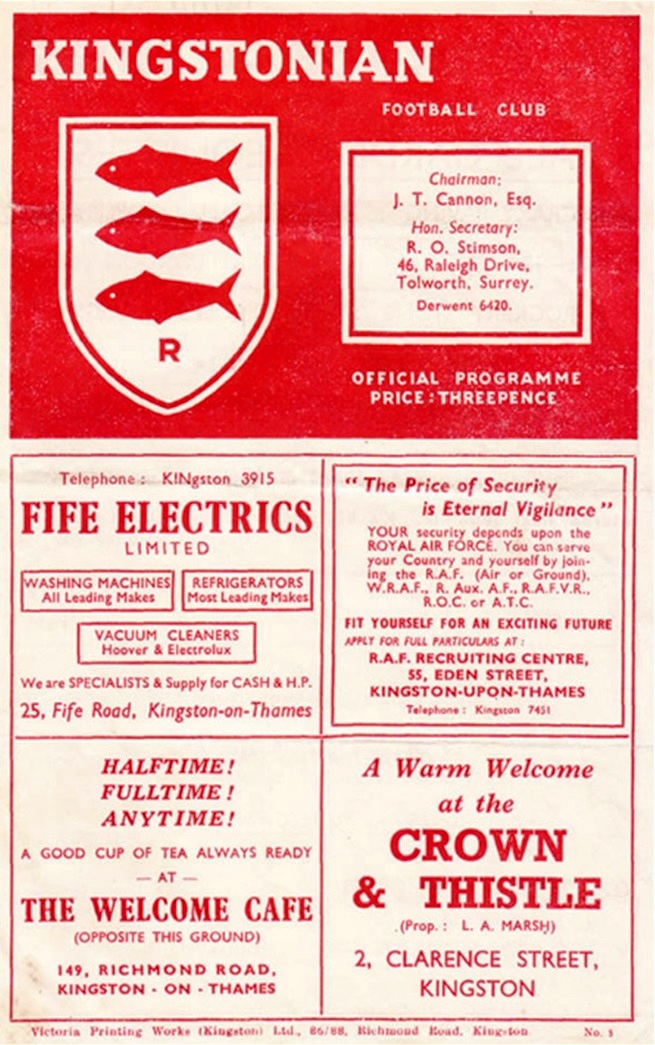 KINGSTONIAN
FOOTBALL CLUB
R
Chairman:
J. T. Cannon, Esq.
Hon. Secretary:
R. O. Stimson,
46, Raleigh Drive,
Tolworth, Surrey.
Derwent 6420.
OFFICIAL PROGRAMME
PRICE : THREEPENCE
Telephone : KINgston 3915
FIFE ELECTRICS
LIMITED
WASHING MACHINES
All Leading Makes
REFRIGERATORS
Most Leading Makes
VACUUM CLEANERS
Hoover & Electrolux
We are SPECIALISTS & Supply for CASH & H.P.
25, Fife Road, Kingston-on-Thames
"The Price of Security
is Eternal Vigilance"
YOUR security depends upon the
ROYAL AIR FORCE. You can serve
your Country and yourself by join-
ing the R.A.F. (Air or Ground),
W.R.A.F., R. Aux. A.F., R.A.F.V.R.,
R.O.C. or A.T.C.
FIT YOURSELF FOR AN EXCITING FUTURE
APPLY FOR FULL PARTICULARS AT :
R.A.F. RECRUITING CENTRE,
55, EDEN STREET,
KINGSTON-UPON-THAMES
Telephone : Kingston 7451
HALFTIME!
FULLTIME!
ANYTIME!
A GOOD CUP OF TEA ALWAYS READY
— AT —
THE WELCOME CAFE
(OPPOSITE THIS GROUND)
149, RICHMOND ROAD,
KINGSTON - ON - THAMES
A Warm Welcome
at the
CROWN
& THISTLE
(Prop. : L. A. MARSH)
2, CLARENCE STREET,
KINGSTON
Victoria Printing Works (Kingston) Ltd., 86/88, Richmond Road, Kingston
No.